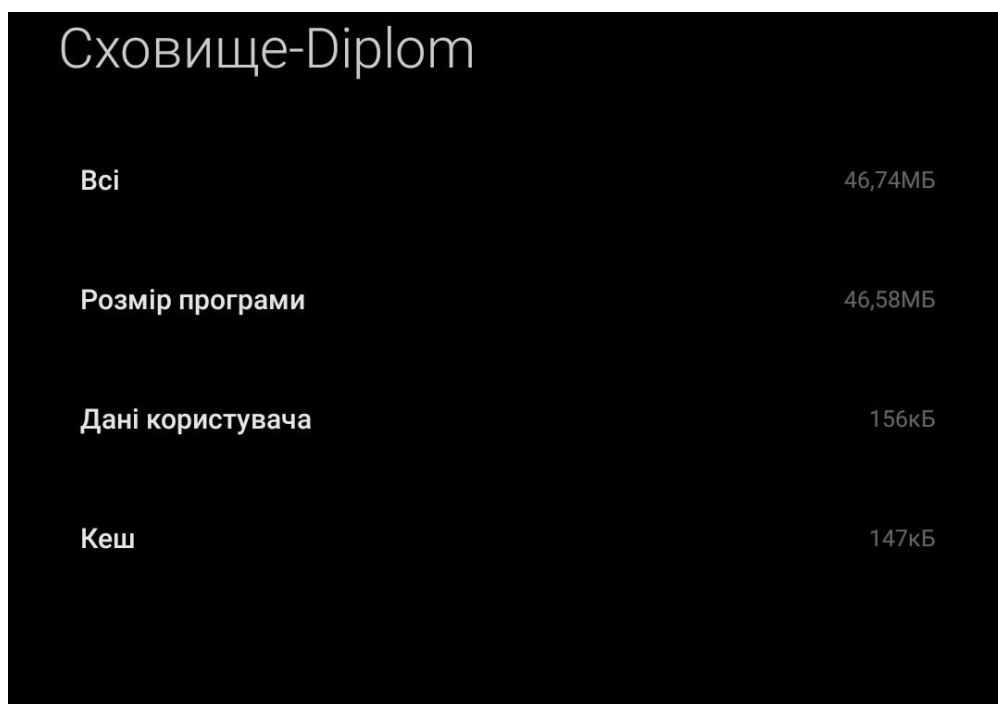 Сховище-Diplom
Всі 46,74МБ
Розмір програми 46,58МБ
Дані користувача 156кБ
Кеш 147кБ